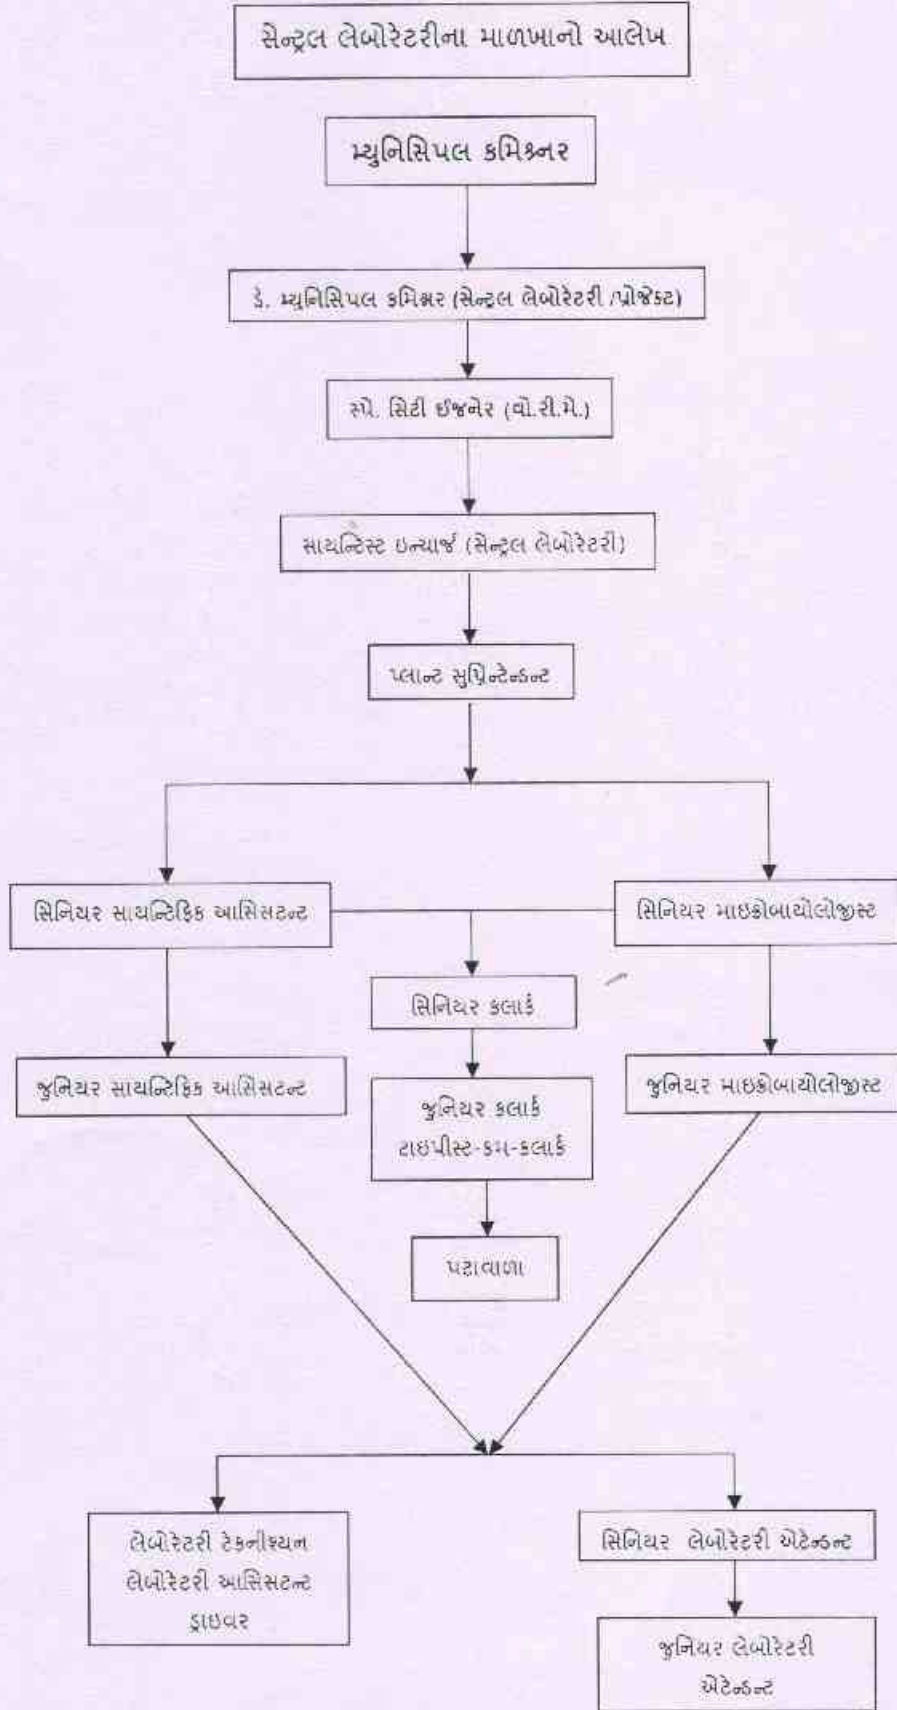 સેન્ટ્રલ લેબોરેટરીના માળખાનો આલેખ
મ્યુનિસિપલ કમિશ્નર
ડે. મ્યુનિસિપલ કમિશ્નર (સેન્ટ્રલ લેબોરેટરી /પ્રોજેક્ટ)
સ્પે. સિટી ઈજનેર (વો.રી.મે.)
સાયન્ટિસ્ટ ઇન્ચાર્જ (સેન્ટ્રલ લેબોરેટરી)
પ્લાન્ટ સુપ્રિન્ટેન્ડન્ટ
સિનિયર સાયન્ટિફિક આસિસટન્ટ
સિનિયર માઇક્રોબાયોલોજીસ્ટ
સિનિયર કલાર્ક
જુનિયર સાયન્ટિફિક આસિસટન્ટ
જુનિયર માઇક્રોબાયોલોજીસ્ટ
જુનિયર કલાર્ક
ટાઇપીસ્ટ-કમ-કલાર્ક
પટાવાળા
લેબોરેટરી ટેકનીશ્યન
લેબોરેટરી આસિસટન્ટ
ડ્રાઇવર
સિનિયર લેબોરેટરી એટેન્ડન્ટ
જુનિયર લેબોરેટરી
એટેન્ડન્ટ